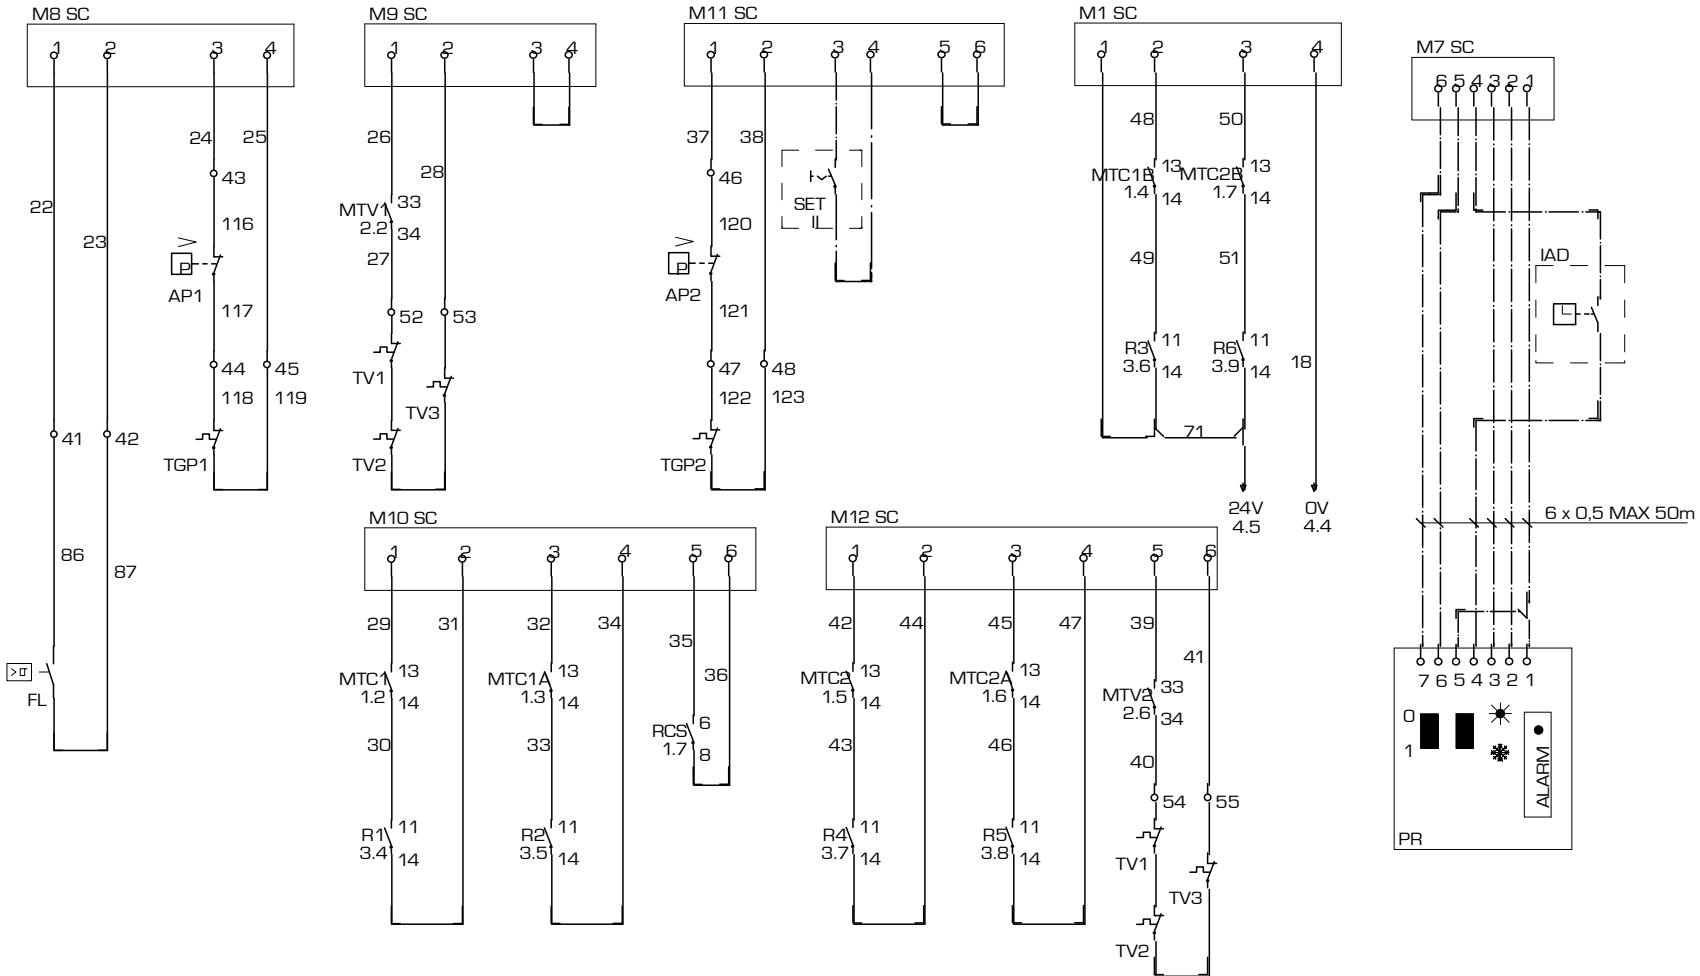 M8 SC
1 2 3 4
24 25
43
22
116
23
P
AP1
117
44 45
118 119
TGP1
41 42
86
87
FL
M9 SC
1 2 3 4
26
28
33
MTV1
2.2
34
27
52 53
TV1
TV3
TV2
M11 SC
1 2 3 4 5 6
37 38
46
SET
IL
120
P
AP2
121
47 48
122 123
TGP2
M1 SC
1 2 3 4
48 50
13 13
MTC1B MTC2B
1.4 1.7
14 14
49 51
11 11
R3 R6
3.6 3.9
14 14
18
71
24V 0V
4.5 4.4
M7 SC
6 5 4 3 2 1
IAD
6 x 0,5 MAX 50m
7 6 5 4 3 2 1
0
1
ALARM
PR
M10 SC
1 2 3 4 5 6
29 31 32 34
35
36
13 13
MTC1 MTC1A
1.2 1.3
14 14
6
RCS
1.7
8
30 33
11 11
R1 R2
3.4 3.5
14 14
M12 SC
1 2 3 4 5 6
42 44 45 47 39
41
13 13
MTC2 MTC2A
1.5 1.6
14 14
33
MTV2
2.6
34
43 46
40
54 55
11 11
R4 R5
3.7 3.8
14 14
TV1
TV3
TV2